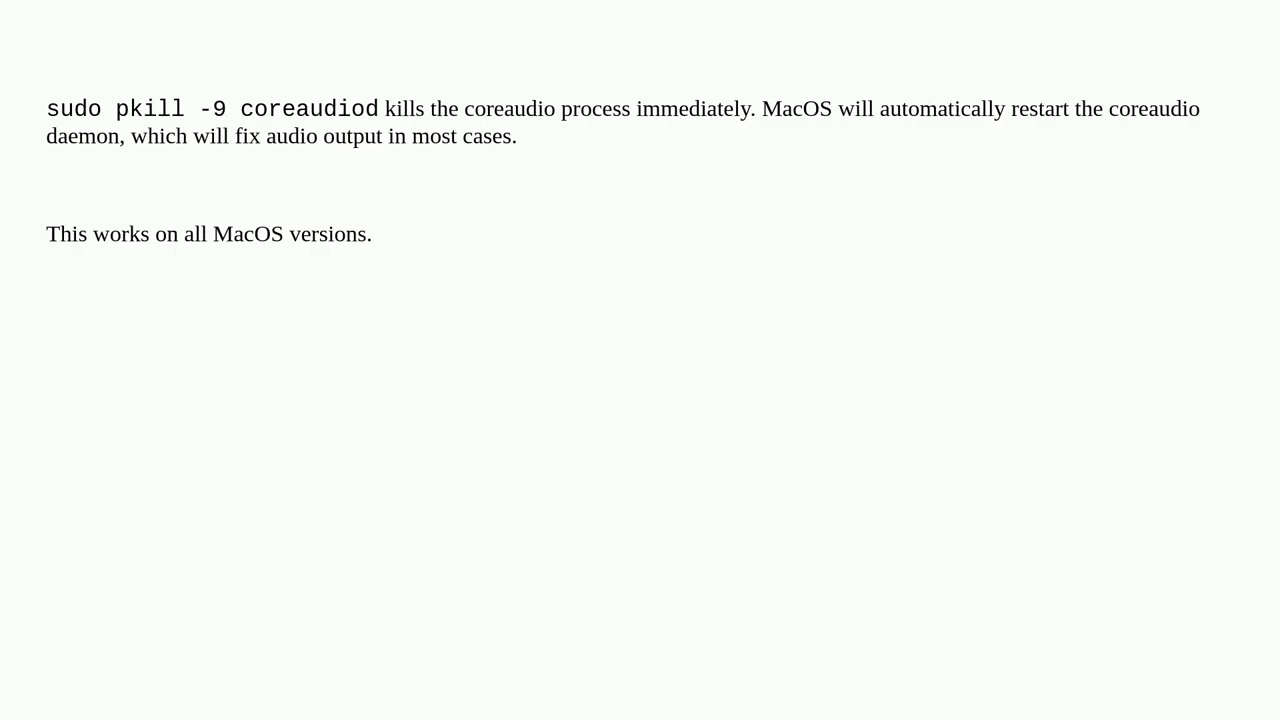 sudo pkill -9 coreaudiod kills the coreaudio process immediately. MacOS will automatically restart the coreaudio
daemon, which will fix audio output in most cases.
This works on all MacOS versions.